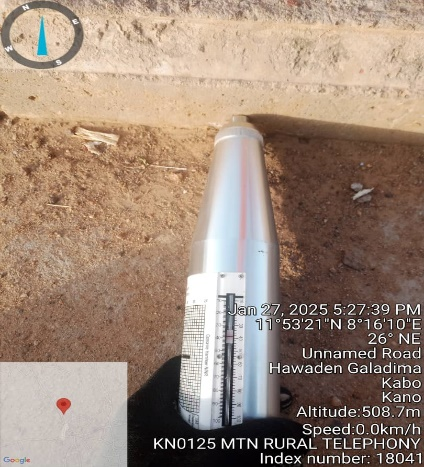 N
E
S
W
Jan 27, 2025 5:27:39 PM
11°53'21"N 8°16'10"E
26° NE
Unnamed Road
Hawaden Galadima
Kabo
Kano
Altitude:508.7m
Speed:0.0km/h
KN0125 MTN RURAL TELEPHONY
Index number: 18041
Google